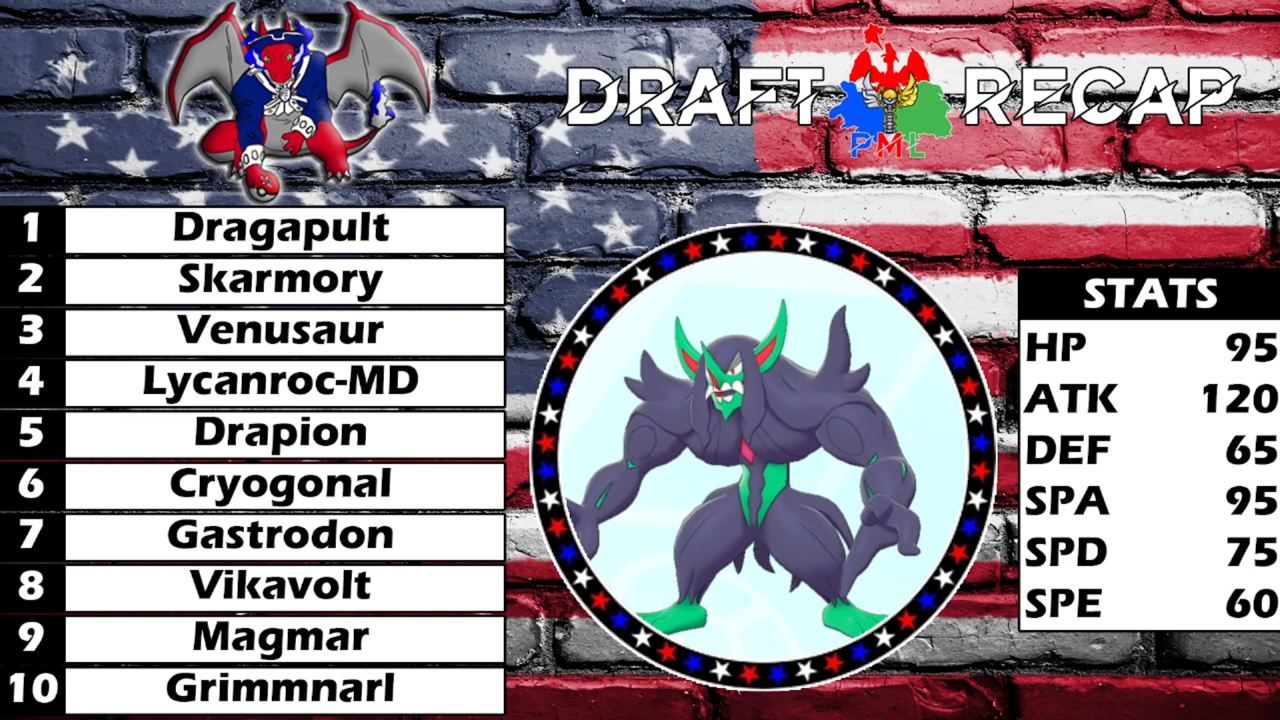 DRAFT RECAP
PML
1 Dragapult
2 Skarmory
3 Venusaur
4 Lycanroc-MD
5 Drapion
6 Cryogonal
7 Gastrodon
8 Vikavolt
9 Magmar
10 Grimmnarl
STATS
HP 95
ATK 120
DEF 65
SPA 95
SPD 75
SPE 60